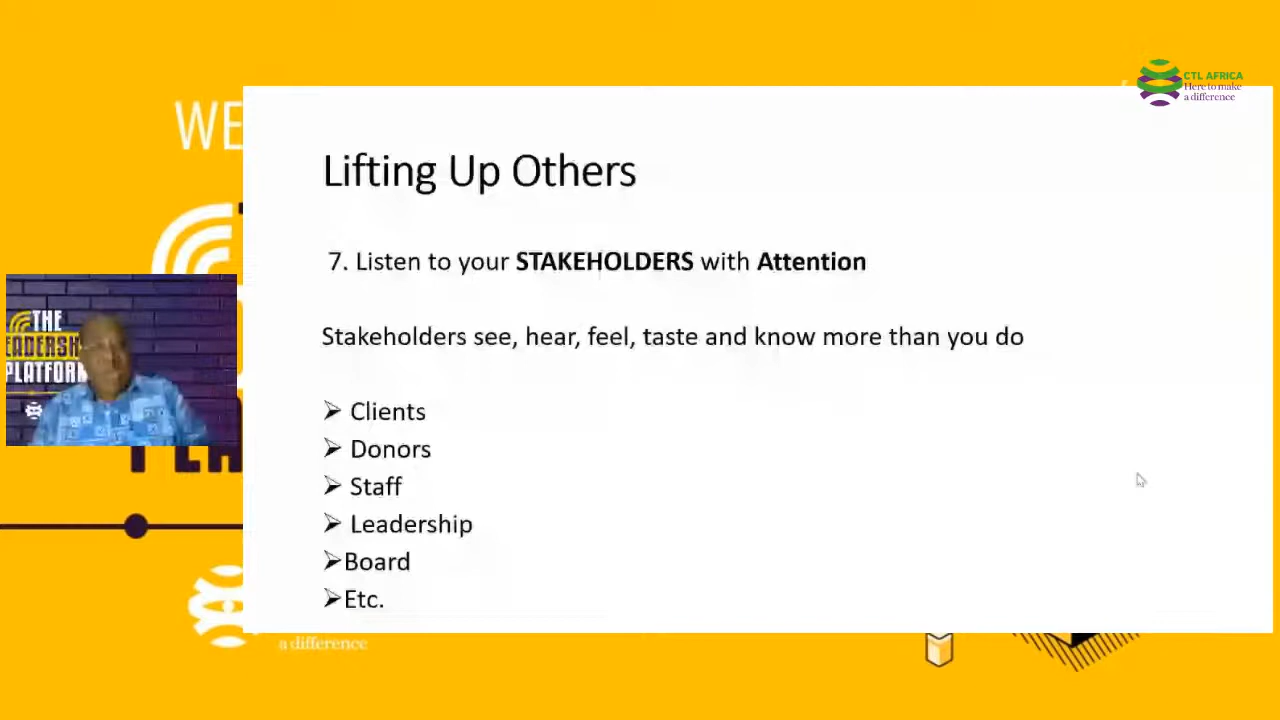 CTL AFRICA
Here to make
a difference
WE
Lifting Up Others
7. Listen to your STAKEHOLDERS with Attention
Stakeholders see, hear, feel, taste and know more than you do
THE
LEADERSH
PLATFORM
➢ Clients
➢ Donors
➢ Staff
➢ Leadership
➢Board
➢Etc.
a difference